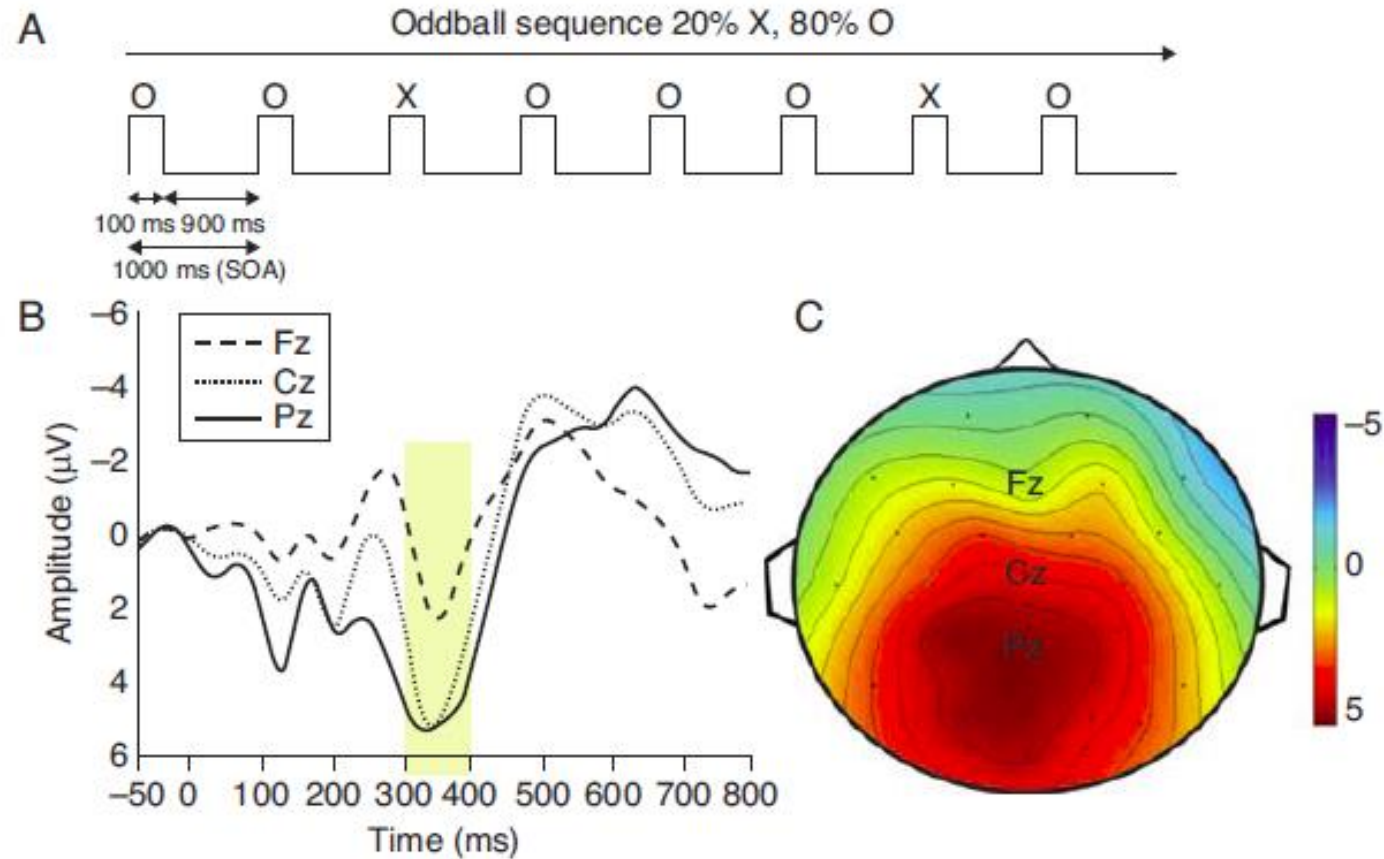 A
Oddball sequence 20% X, 80% O
O O X O O O X O
100 ms 900 ms
1000 ms (SOA)
B
Fz
Cz
Pz
Amplitude (μV)
–6
–4
–2
0
2
4
6
–50 0 100 200 300 400 500 600 700 800
Time (ms)
C
Fz
Cz
Pz
–5
0
5